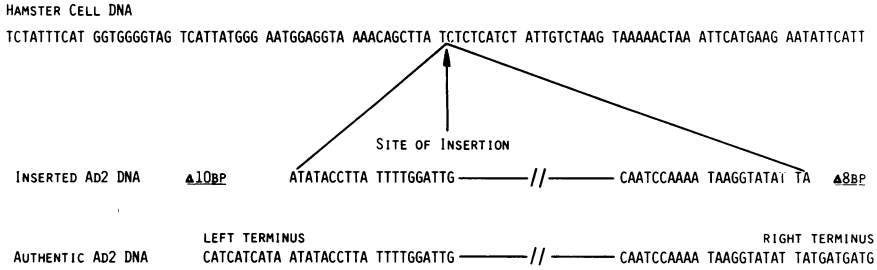 HAMSTER CELL DNA
TCTATTTCAT GGTGGGGTAG TCATTATGGG AATGGAGGTA AAACAGCTTA TCTCTCATCT ATTGTCTAAG TAAAAACTAA ATTCATGAAG AATATTCATT
SITE OF INSERTION
INSERTED AD2 DNA Δ10BP ATATACCTTA TTTTGGATTG // CAATCCAAAA TAAGGTATAT TA Δ8BP
LEFT TERMINUS RIGHT TERMINUS
AUTHENTIC AD2 DNA CATCATCATA ATATACCTTA TTTTGGATTG // CAATCCAAAA TAAGGTATAT TATGATGATG